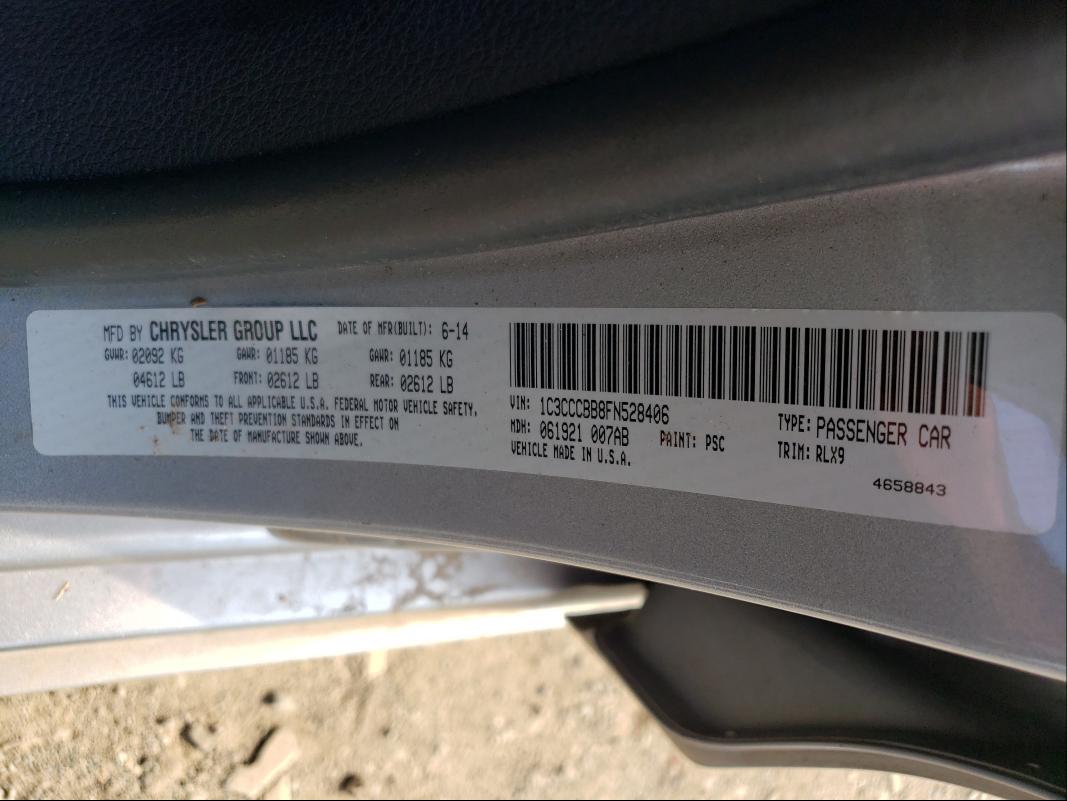 MFD BY CHRYSLER GROUP LLC DATE OF MFR(BUILT): 6-14
GVWR: 02092 KG GAWR: 01185 KG GAWR: 01185 KG
04612 LB FRONT: 02612 LB REAR: 02612 LB
THIS VEHICLE CONFORMS TO ALL APPLICABLE U.S.A. FEDERAL MOTOR VEHICLE SAFETY,
BUMPER AND THEFT PREVENTION STANDARDS IN EFFECT ON
THE DATE OF MANUFACTURE SHOWN ABOVE.
VIN: 1C3CCCBB8FN528406 TYPE: PASSENGER CAR
MDH: 061921 007AB PAINT: PSC TRIM: RLX9
VEHICLE MADE IN U.S.A.
4658843